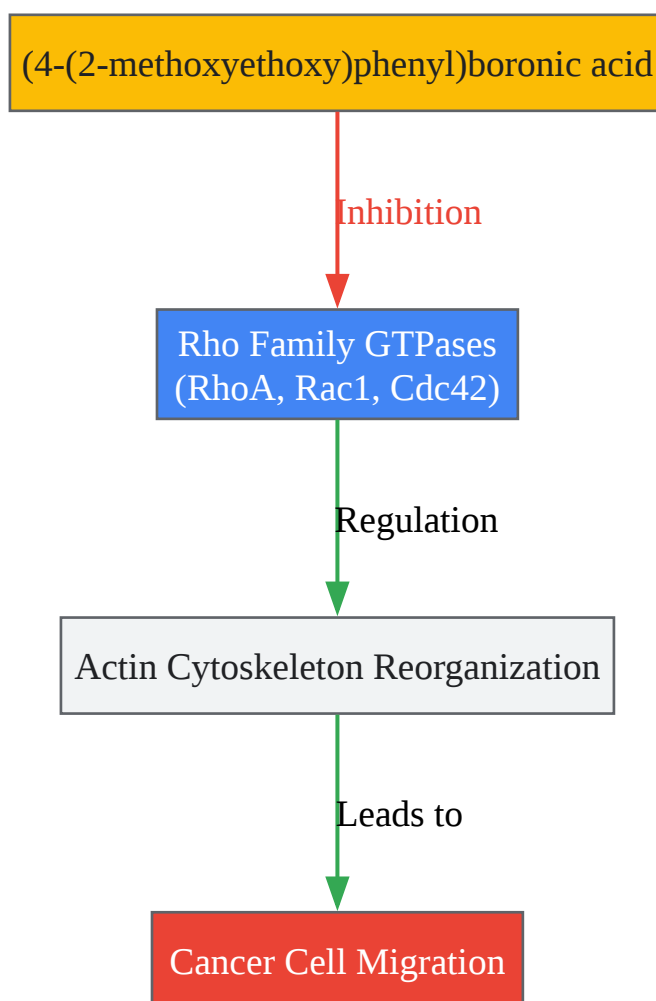 (4-(2-methoxyethoxy)phenyl)boronic acid
Inhibition
Rho Family GTPases
(RhoA, Rac1, Cdc42)
Regulation
Actin Cytoskeleton Reorganization
Leads to
Cancer Cell Migration